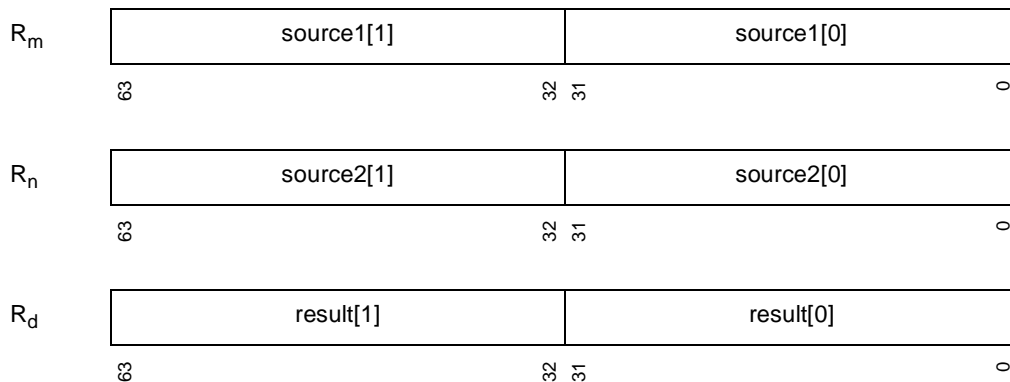 Rm source1[1] source1[0]
63 32 31 0
Rn source2[1] source2[0]
63 32 31 0
Rd result[1] result[0]
63 32 31 0